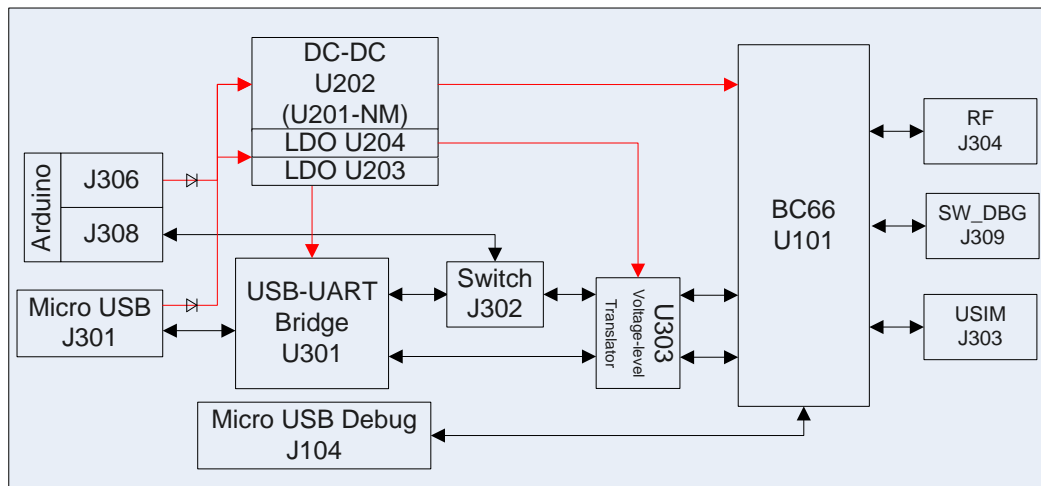 DC-DC
U202
(U201-NM)
LDO U204
LDO U203
Arduino
J306
J308
Micro USB
J301
USB-UART
Bridge
U301
Switch
J302
U303
Voltage-level
Translator
BC66
U101
RF
J304
SW_DBG
J309
USIM
J303
Micro USB Debug
J104